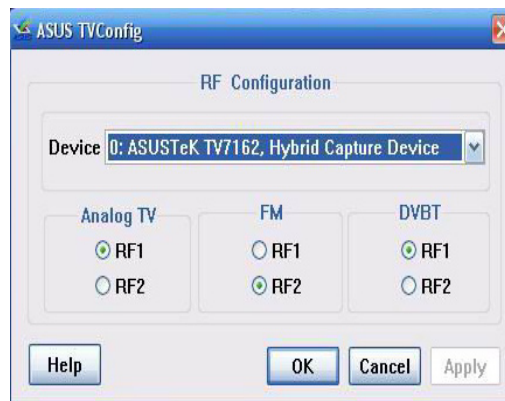 ASUS TVConfig
RF Configuration
Device 0: ASUSTeK TV7162, Hybrid Capture Device
Analog TV FM DVBT
RF1 RF1 RF1
RF2 RF2 RF2
Help OK Cancel Apply